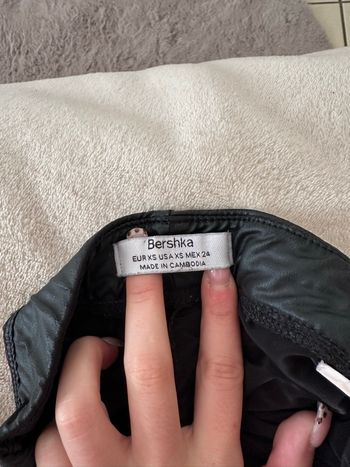 Bershka
EUR XS USA XS MEX 24
MADE IN CAMBODIA